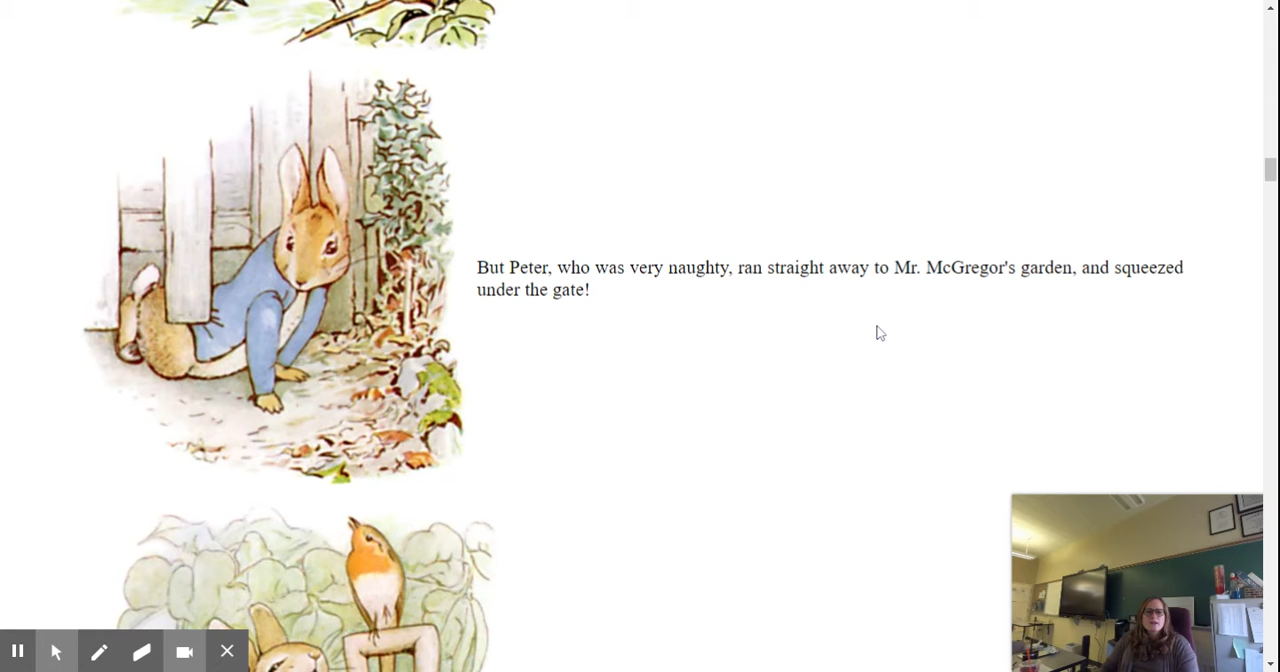 But Peter, who was very naughty, ran straight away to Mr. McGregor's garden, and squeezed
under the gate!